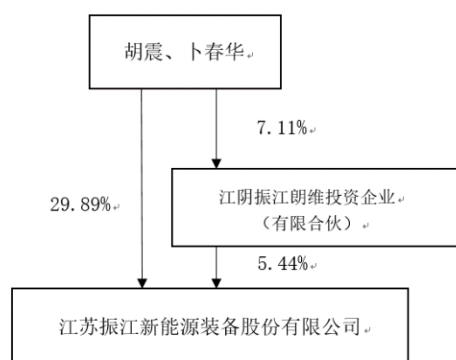 胡震、卜春华
7.11%
江阴振江朗维投资企业
（有限合伙）
29.89%
5.44%
江苏振江新能源装备股份有限公司